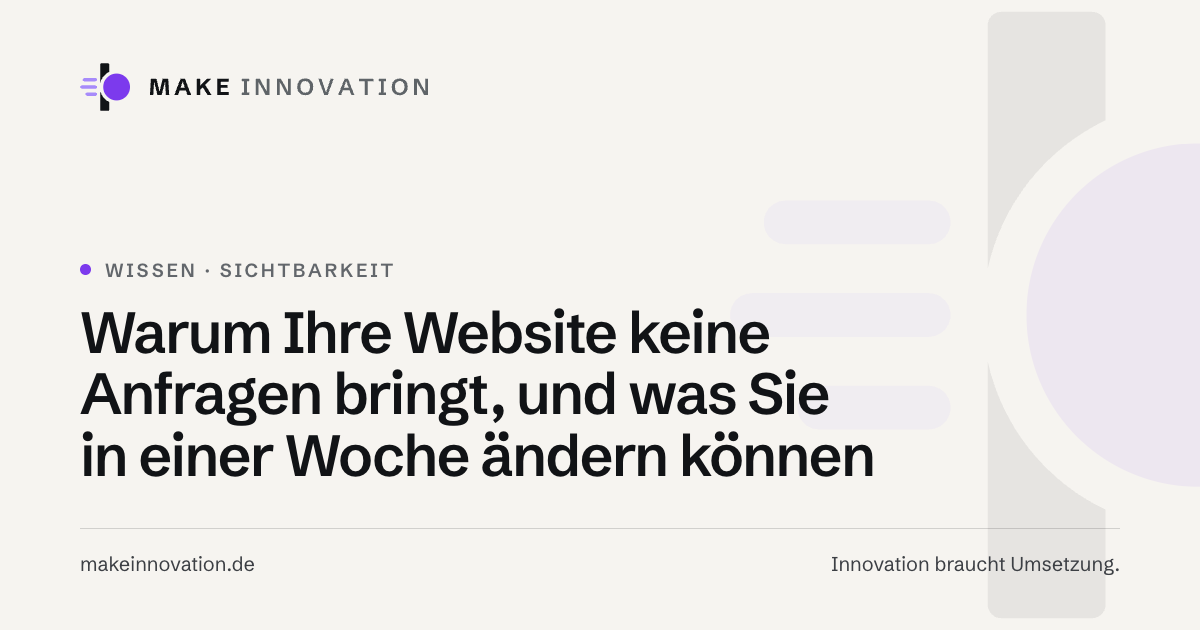 MAKE INNOVATION
WISSEN · SICHTBARKEIT
Warum Ihre Website keine
Anfragen bringt, und was Sie
in einer Woche ändern können
makeinnovation.de
Innovation braucht Umsetzung.